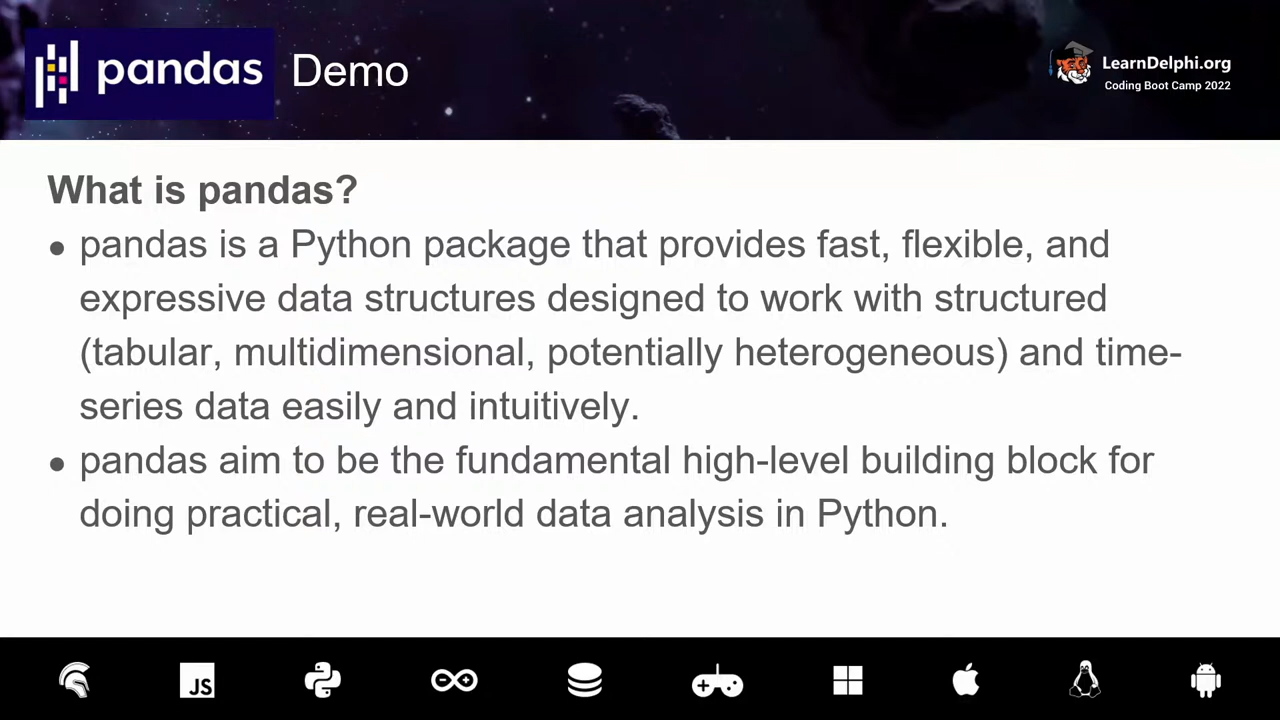 pandas Demo
LearnDelphi.org
Coding Boot Camp 2022
What is pandas?
• pandas is a Python package that provides fast, flexible, and
expressive data structures designed to work with structured
(tabular, multidimensional, potentially heterogeneous) and time-
series data easily and intuitively.
• pandas aim to be the fundamental high-level building block for
doing practical, real-world data analysis in Python.
JS